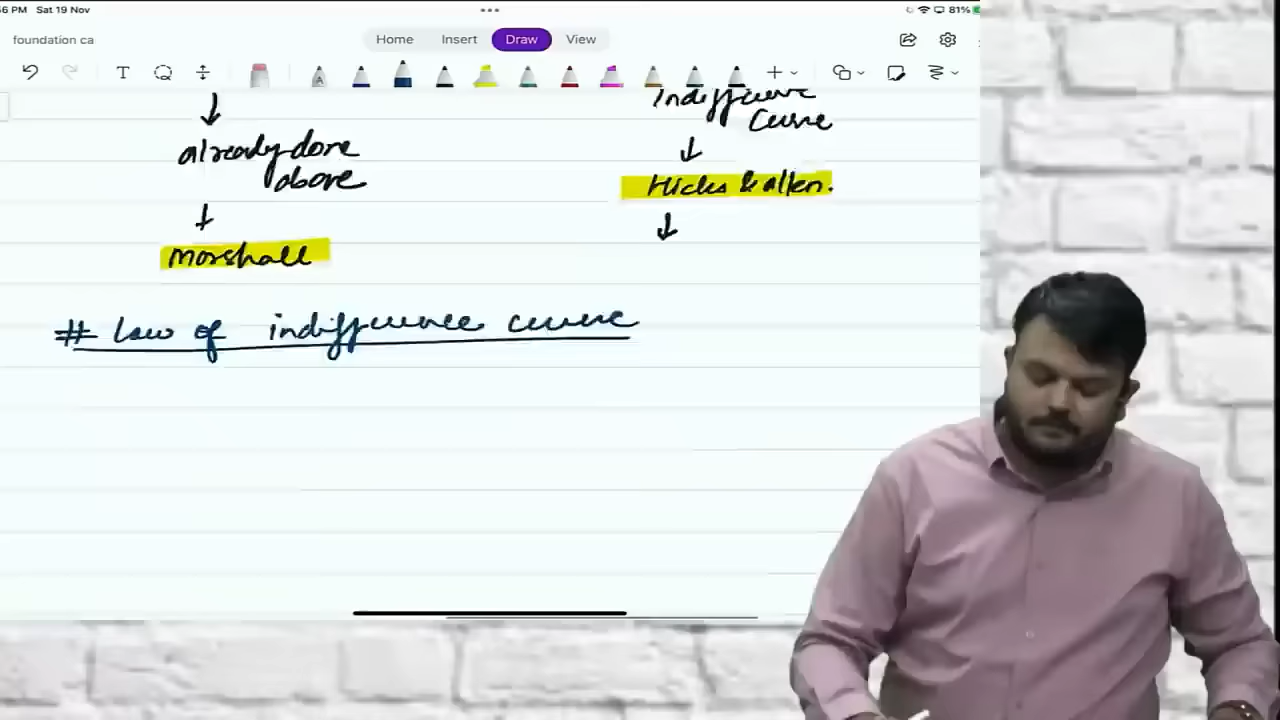 6 PM Sat 19 Nov
81%
foundation ca
Home Insert Draw View
T
A
already done
above
Marshall
Indifference
Curve
Hicks & allen.
# Law of indifference curve